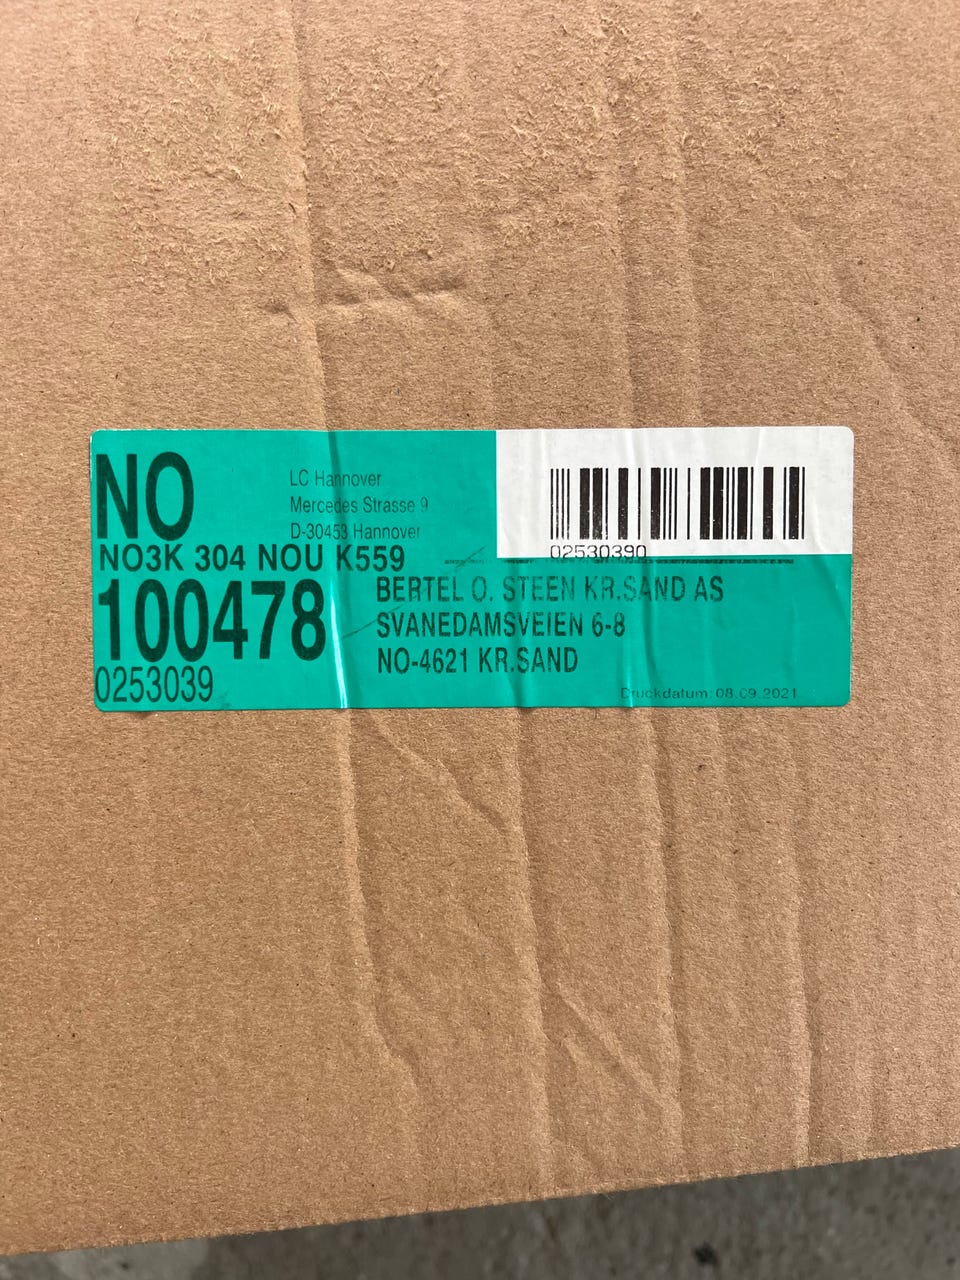 NO
LC Hannover
Mercedes Strasse 9
D-30453 Hannover
NO3K 304 NOU K559
02530390
100478
BERTEL O. STEEN KR.SAND AS
SVANEDAMSVEIEN 6-8
NO-4621 KR.SAND
0253039
Druckdatum: 08.09.2021